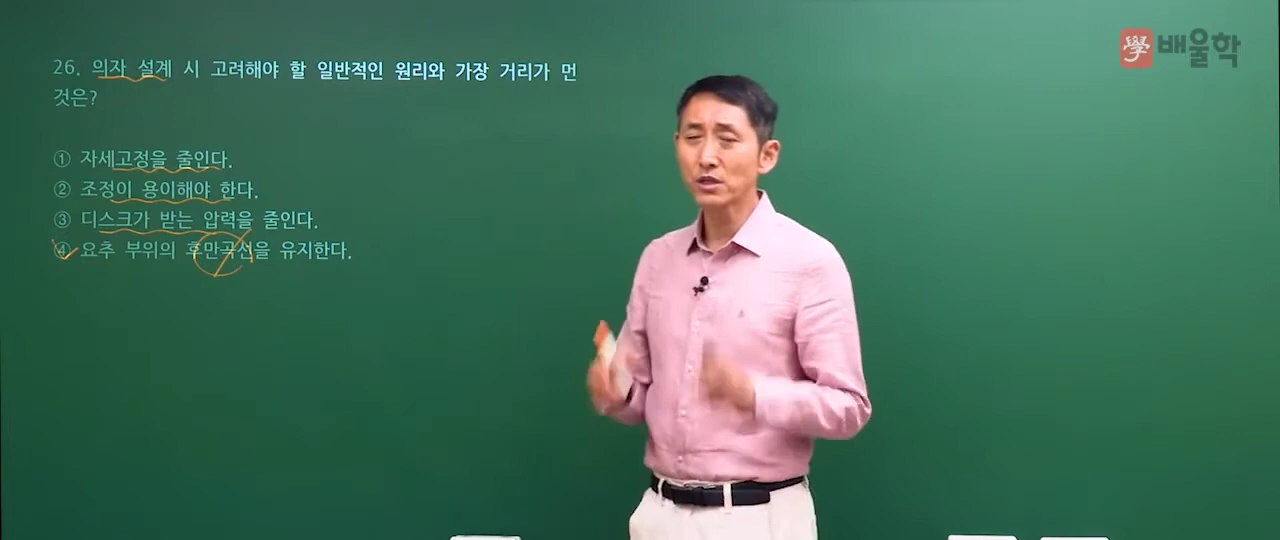 學 배울학
26. 의자 설계 시 고려해야 할 일반적인 원리와 가장 거리가 먼
것은?
① 자세고정을 줄인다.
② 조정이 용이해야 한다.
③ 디스크가 받는 압력을 줄인다.
④ 요추 부위의 후만곡선을 유지한다.